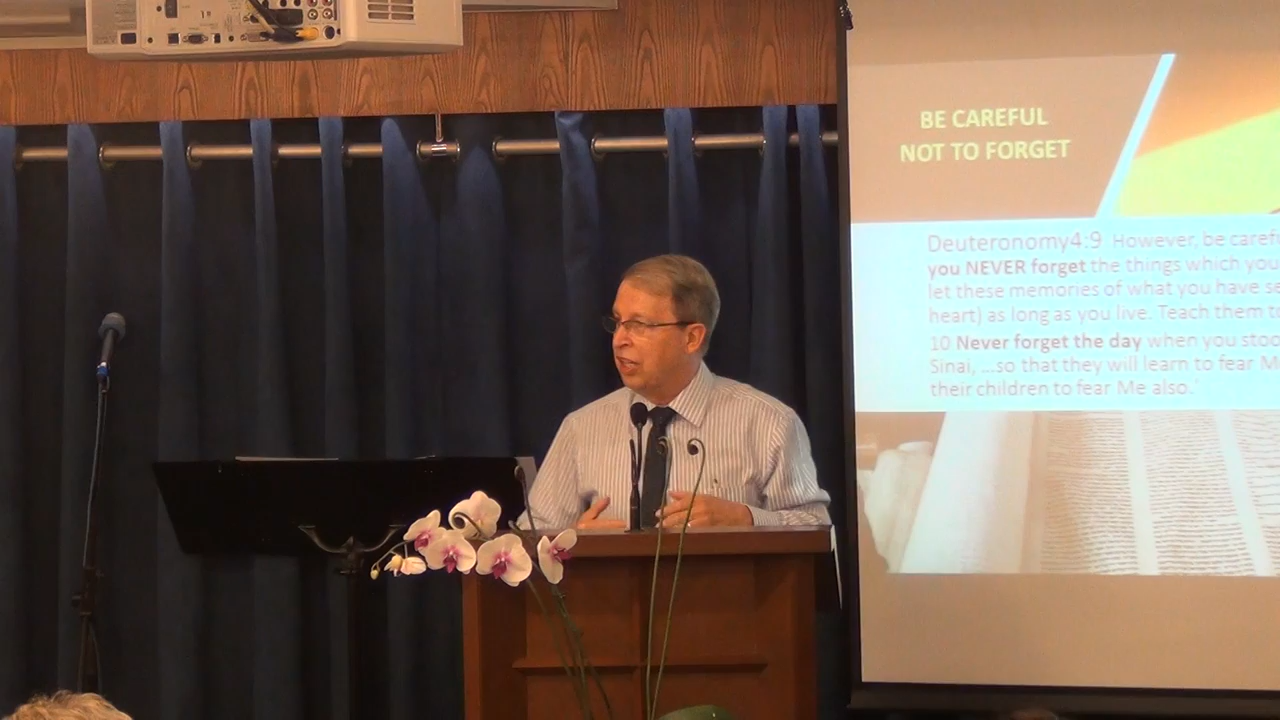 BE CAREFUL
NOT TO FORGET
Deuteronomy4:9 However, be caref
you NEVER forget the things which you
let these memories of what you have se
heart) as long as you live. Teach them t
10 Never forget the day when you stoo
Sinai, ...so that they will learn to fear M
their children to fear Me also.'